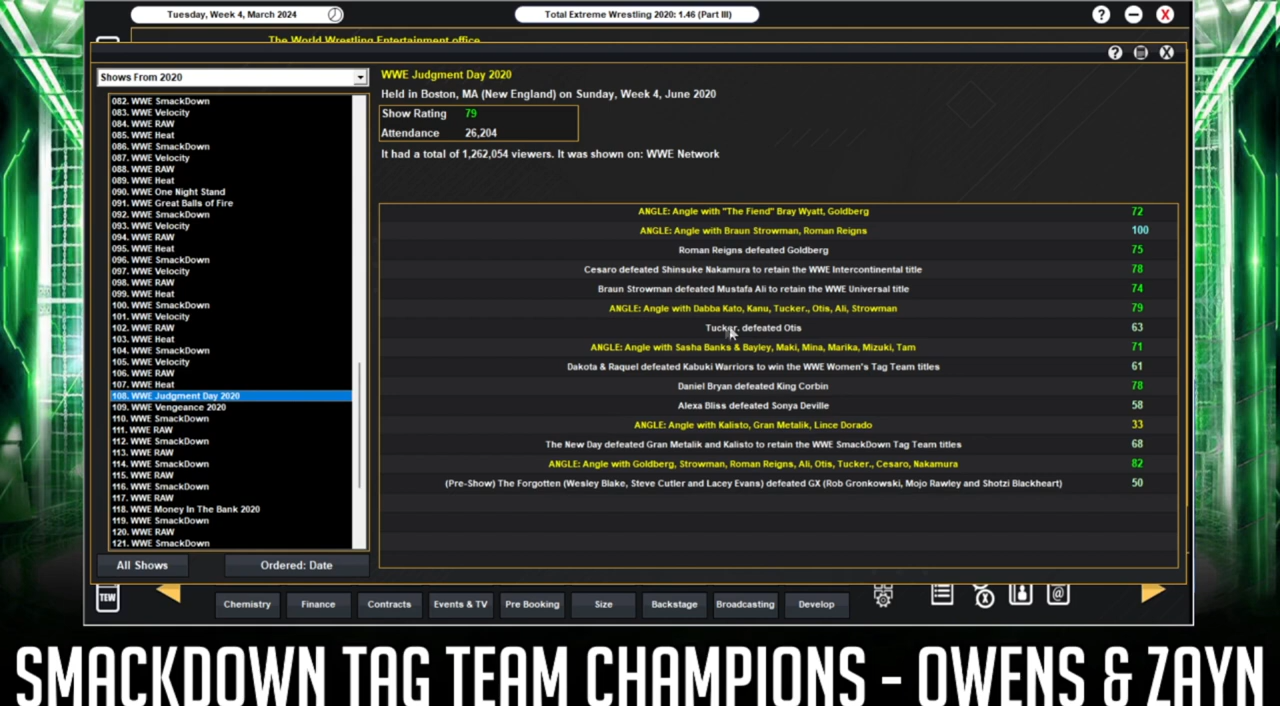 Tuesday, Week 4, March 2024
Total Extreme Wrestling 2020: 1.46 (Part III)
The World Wrestling Entertainment office
Shows From 2020
082. WWE SmackDown
083. WWE Velocity
084. WWE RAW
085. WWE Heat
086. WWE SmackDown
087. WWE Velocity
088. WWE RAW
089. WWE Heat
090. WWE One Night Stand
091. WWE Great Balls of Fire
092. WWE SmackDown
093. WWE Velocity
094. WWE RAW
095. WWE Heat
096. WWE SmackDown
097. WWE Velocity
098. WWE RAW
099. WWE Heat
100. WWE SmackDown
101. WWE Velocity
102. WWE RAW
103. WWE Heat
104. WWE SmackDown
105. WWE Velocity
106. WWE RAW
107. WWE Heat
108. WWE Judgment Day 2020
109. WWE Vengeance 2020
110. WWE SmackDown
111. WWE RAW
112. WWE SmackDown
113. WWE RAW
114. WWE SmackDown
115. WWE RAW
116. WWE SmackDown
117. WWE RAW
118. WWE Money In The Bank 2020
119. WWE SmackDown
120. WWE RAW
121. WWE SmackDown
All Shows
Ordered: Date
WWE Judgment Day 2020
Held in Boston, MA (New England) on Sunday, Week 4, June 2020
Show Rating 79
Attendance 26,204
It had a total of 1,262,054 viewers. It was shown on: WWE Network
ANGLE: Angle with "The Fiend" Bray Wyatt, Goldberg 72
ANGLE: Angle with Braun Strowman, Roman Reigns 100
Roman Reigns defeated Goldberg 75
Cesaro defeated Shinsuke Nakamura to retain the WWE Intercontinental title 78
Braun Strowman defeated Mustafa Ali to retain the WWE Universal title 74
ANGLE: Angle with Dabba Kato, Kanu, Tucker., Otis, Ali, Strowman 79
Tucker. defeated Otis 63
ANGLE: Angle with Sasha Banks & Bayley, Maki, Mina, Marika, Mizuki, Tam 71
Dakota & Raquel defeated Kabuki Warriors to win the WWE Women's Tag Team titles 61
Daniel Bryan defeated King Corbin 78
Alexa Bliss defeated Sonya Deville 58
ANGLE: Angle with Kalisto, Gran Metalik, Lince Dorado 33
The New Day defeated Gran Metalik and Kalisto to retain the WWE SmackDown Tag Team titles 68
ANGLE: Angle with Goldberg, Strowman, Roman Reigns, Ali, Otis, Tucker., Cesaro, Nakamura 82
(Pre-Show) The Forgotten (Wesley Blake, Steve Cutler and Lacey Evans) defeated GX (Rob Gronkowski, Mojo Rawley and Shotzi Blackheart) 50
TEW
Chemistry
Finance
Contracts
Events & TV
Pre Booking
Size
Backstage
Broadcasting
Develop
SMACKDOWN TAG TEAM CHAMPIONS - OWENS & ZAYN